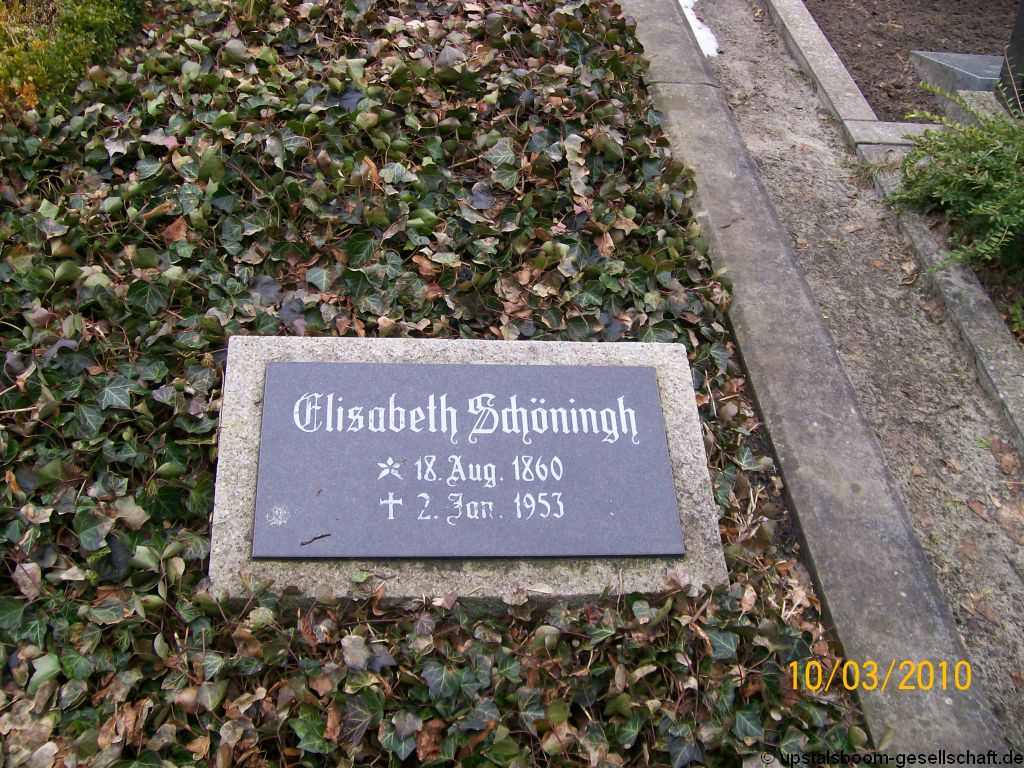 Elisabeth Schöningh
18. Aug. 1860
✝ 2. Jan. 1953
10/03/2010
© upstalsboom-gesellschaft.de